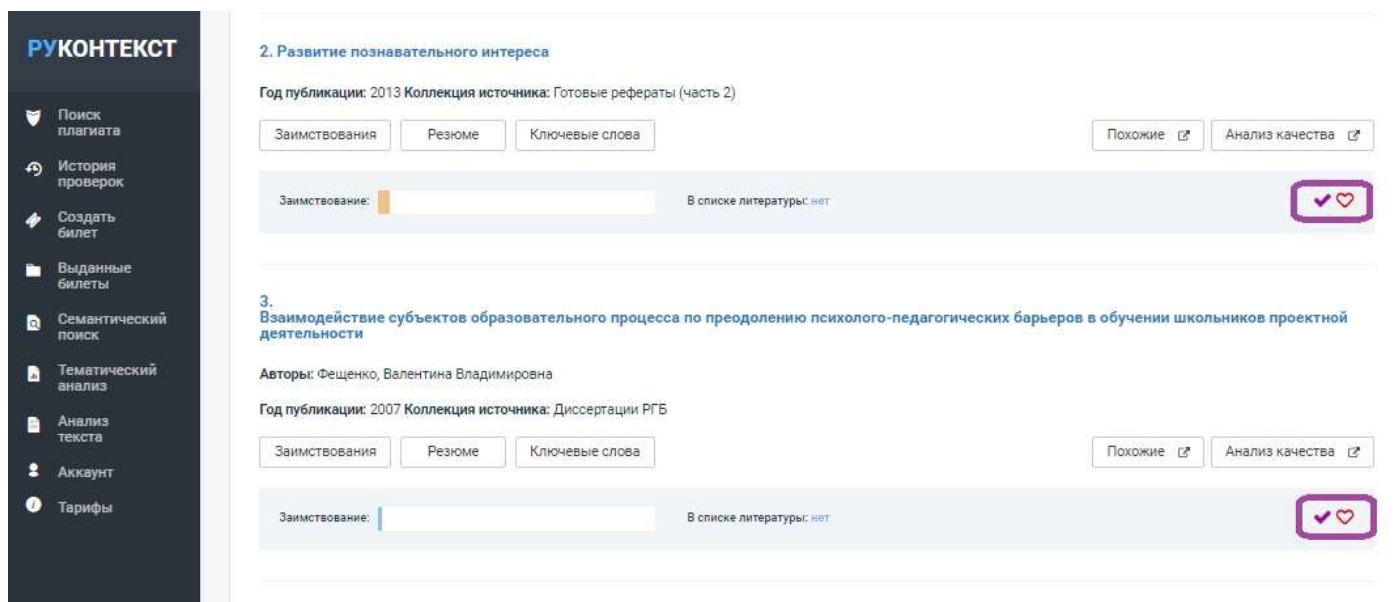 РУКОНТЕКСТ
Поиск
плагиата
История
проверок
Создать
билет
Выданные
билеты
Семантический
поиск
Тематический
анализ
Анализ
текста
Аккаунт
Тарифы
2. Развитие познавательного интереса
Год публикации: 2013 Коллекция источника: Готовые рефераты (часть 2)
Заимствования Резюме Ключевые слова Похожие Анализ качества
Заимствование: В списке литературы: нет
3.
Взаимодействие субъектов образовательного процесса по преодолению психолого-педагогических барьеров в обучении школьников проектной
деятельности
Авторы: Фещенко, Валентина Владимировна
Год публикации: 2007 Коллекция источника: Диссертации РГБ
Заимствования Резюме Ключевые слова Похожие Анализ качества
Заимствование: В списке литературы: нет